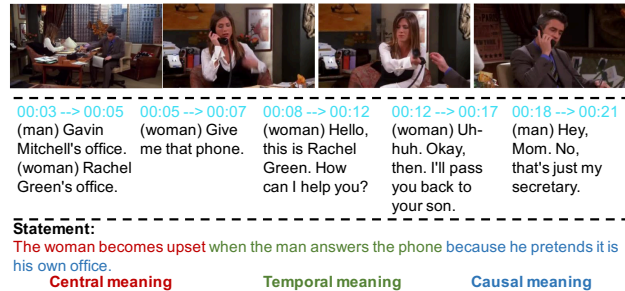 00:03 --> 00:05
(man) Gavin
Mitchell's office.
(woman) Rachel
Green's office.
00:05 --> 00:07
(woman) Give
me that phone.
00:08 --> 00:12
(woman) Hello,
this is Rachel
Green. How
can I help you?
00:12 --> 00:17
(woman) Uh-
huh. Okay,
then. I'll pass
you back to
your son.
00:18 --> 00:21
(man) Hey,
Mom. No,
that's just my
secretary.
Statement:
The woman becomes upset when the man answers the phone because he pretends it is
his own office.
Central meaning
Temporal meaning
Causal meaning